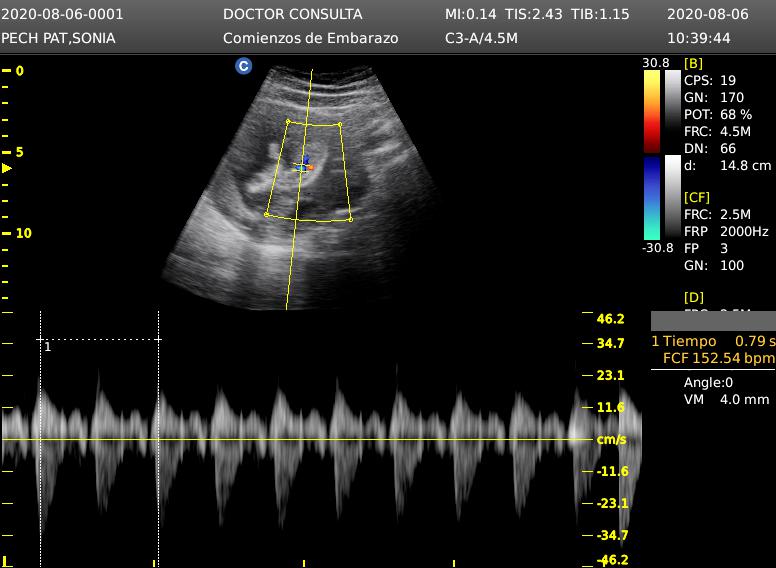 2020-08-06-0001 DOCTOR CONSULTA MI:0.14 TIS:2.43 TIB:1.15 2020-08-06
PECH PAT,SONIA Comienzos de Embarazo C3-A/4.5M 10:39:44
C
0
5
10
30.8
-30.8
[B]
CPS: 19
GN: 170
POT: 68 %
FRC: 4.5M
DN: 66
d: 14.8 cm
[CF]
FRC: 2.5M
FRP 2000Hz
FP 3
GN: 100
[D]
1 Tiempo 0.79 s
FCF 152.54 bpm
Angle:0
VM 4.0 mm
1
46.2
34.7
23.1
11.6
cm/s
-11.6
-23.1
-34.7
-46.2